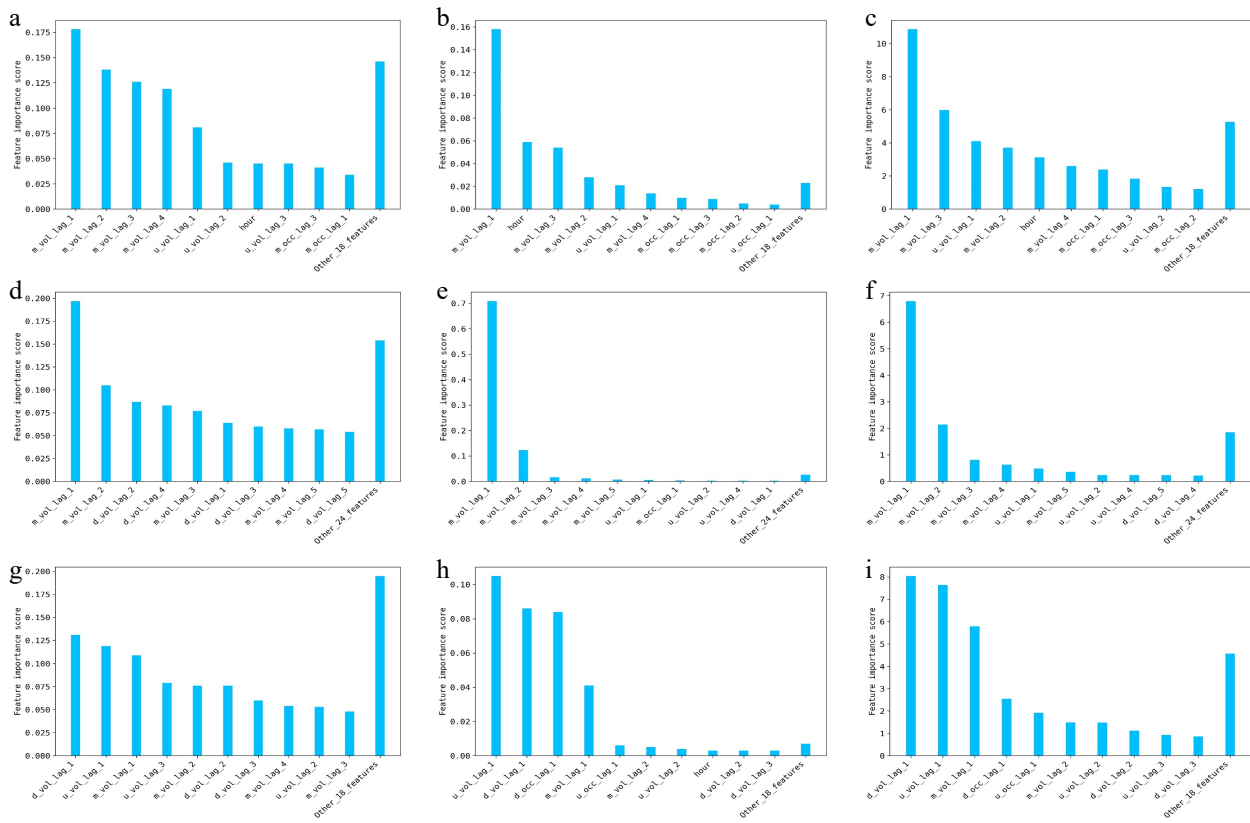 a
Feature importance score
0.175
0.150
0.125
0.100
0.075
0.050
0.025
0.000
m_vol_lag_1
m_vol_lag_2
m_vol_lag_3
m_vol_lag_4
u_vol_lag_1
u_vol_lag_2
hour
u_vol_lag_3
m_occ_lag_3
m_occ_lag_1
Other_18_features
b
Feature importance score
0.16
0.14
0.12
0.10
0.08
0.06
0.04
0.02
0.00
m_vol_lag_1
hour
m_vol_lag_3
m_vol_lag_2
u_vol_lag_1
m_vol_lag_4
m_occ_lag_1
m_occ_lag_3
m_occ_lag_2
u_occ_lag_1
Other_18_features
c
Feature importance score
10
8
6
4
2
0
m_vol_lag_1
m_vol_lag_3
u_vol_lag_1
m_vol_lag_2
hour
m_vol_lag_4
m_occ_lag_1
m_occ_lag_3
u_vol_lag_2
m_occ_lag_2
Other_18_features
d
Feature importance score
0.200
0.175
0.150
0.125
0.100
0.075
0.050
0.025
0.000
m_vol_lag_1
m_vol_lag_2
d_vol_lag_2
d_vol_lag_4
m_vol_lag_3
d_vol_lag_1
d_vol_lag_3
m_vol_lag_4
m_vol_lag_5
d_vol_lag_5
Other_24_features
e
Feature importance score
0.7
0.6
0.5
0.4
0.3
0.2
0.1
0.0
m_vol_lag_1
m_vol_lag_2
m_vol_lag_3
m_vol_lag_4
m_vol_lag_5
u_vol_lag_1
m_occ_lag_1
u_vol_lag_2
u_vol_lag_4
d_vol_lag_1
Other_24_features
f
Feature importance score
7
6
5
4
3
2
1
0
m_vol_lag_1
m_vol_lag_2
m_vol_lag_3
m_vol_lag_4
u_vol_lag_1
m_vol_lag_5
u_vol_lag_2
u_vol_lag_4
d_vol_lag_5
d_vol_lag_4
Other_24_features
g
Feature importance score
0.200
0.175
0.150
0.125
0.100
0.075
0.050
0.025
0.000
d_vol_lag_1
u_vol_lag_1
m_vol_lag_1
u_vol_lag_3
m_vol_lag_2
d_vol_lag_2
d_vol_lag_3
m_vol_lag_4
u_vol_lag_2
m_vol_lag_3
Other_18_features
h
Feature importance score
0.10
0.08
0.06
0.04
0.02
0.00
u_vol_lag_1
d_vol_lag_1
d_occ_lag_1
m_vol_lag_1
u_occ_lag_1
m_vol_lag_2
u_vol_lag_2
hour
d_vol_lag_2
d_vol_lag_3
Other_18_features
i
Feature importance score
8
7
6
5
4
3
2
1
0
d_vol_lag_1
u_vol_lag_1
m_vol_lag_1
d_occ_lag_1
u_occ_lag_1
m_vol_lag_2
u_vol_lag_2
d_vol_lag_2
u_vol_lag_3
d_vol_lag_3
Other_18_features